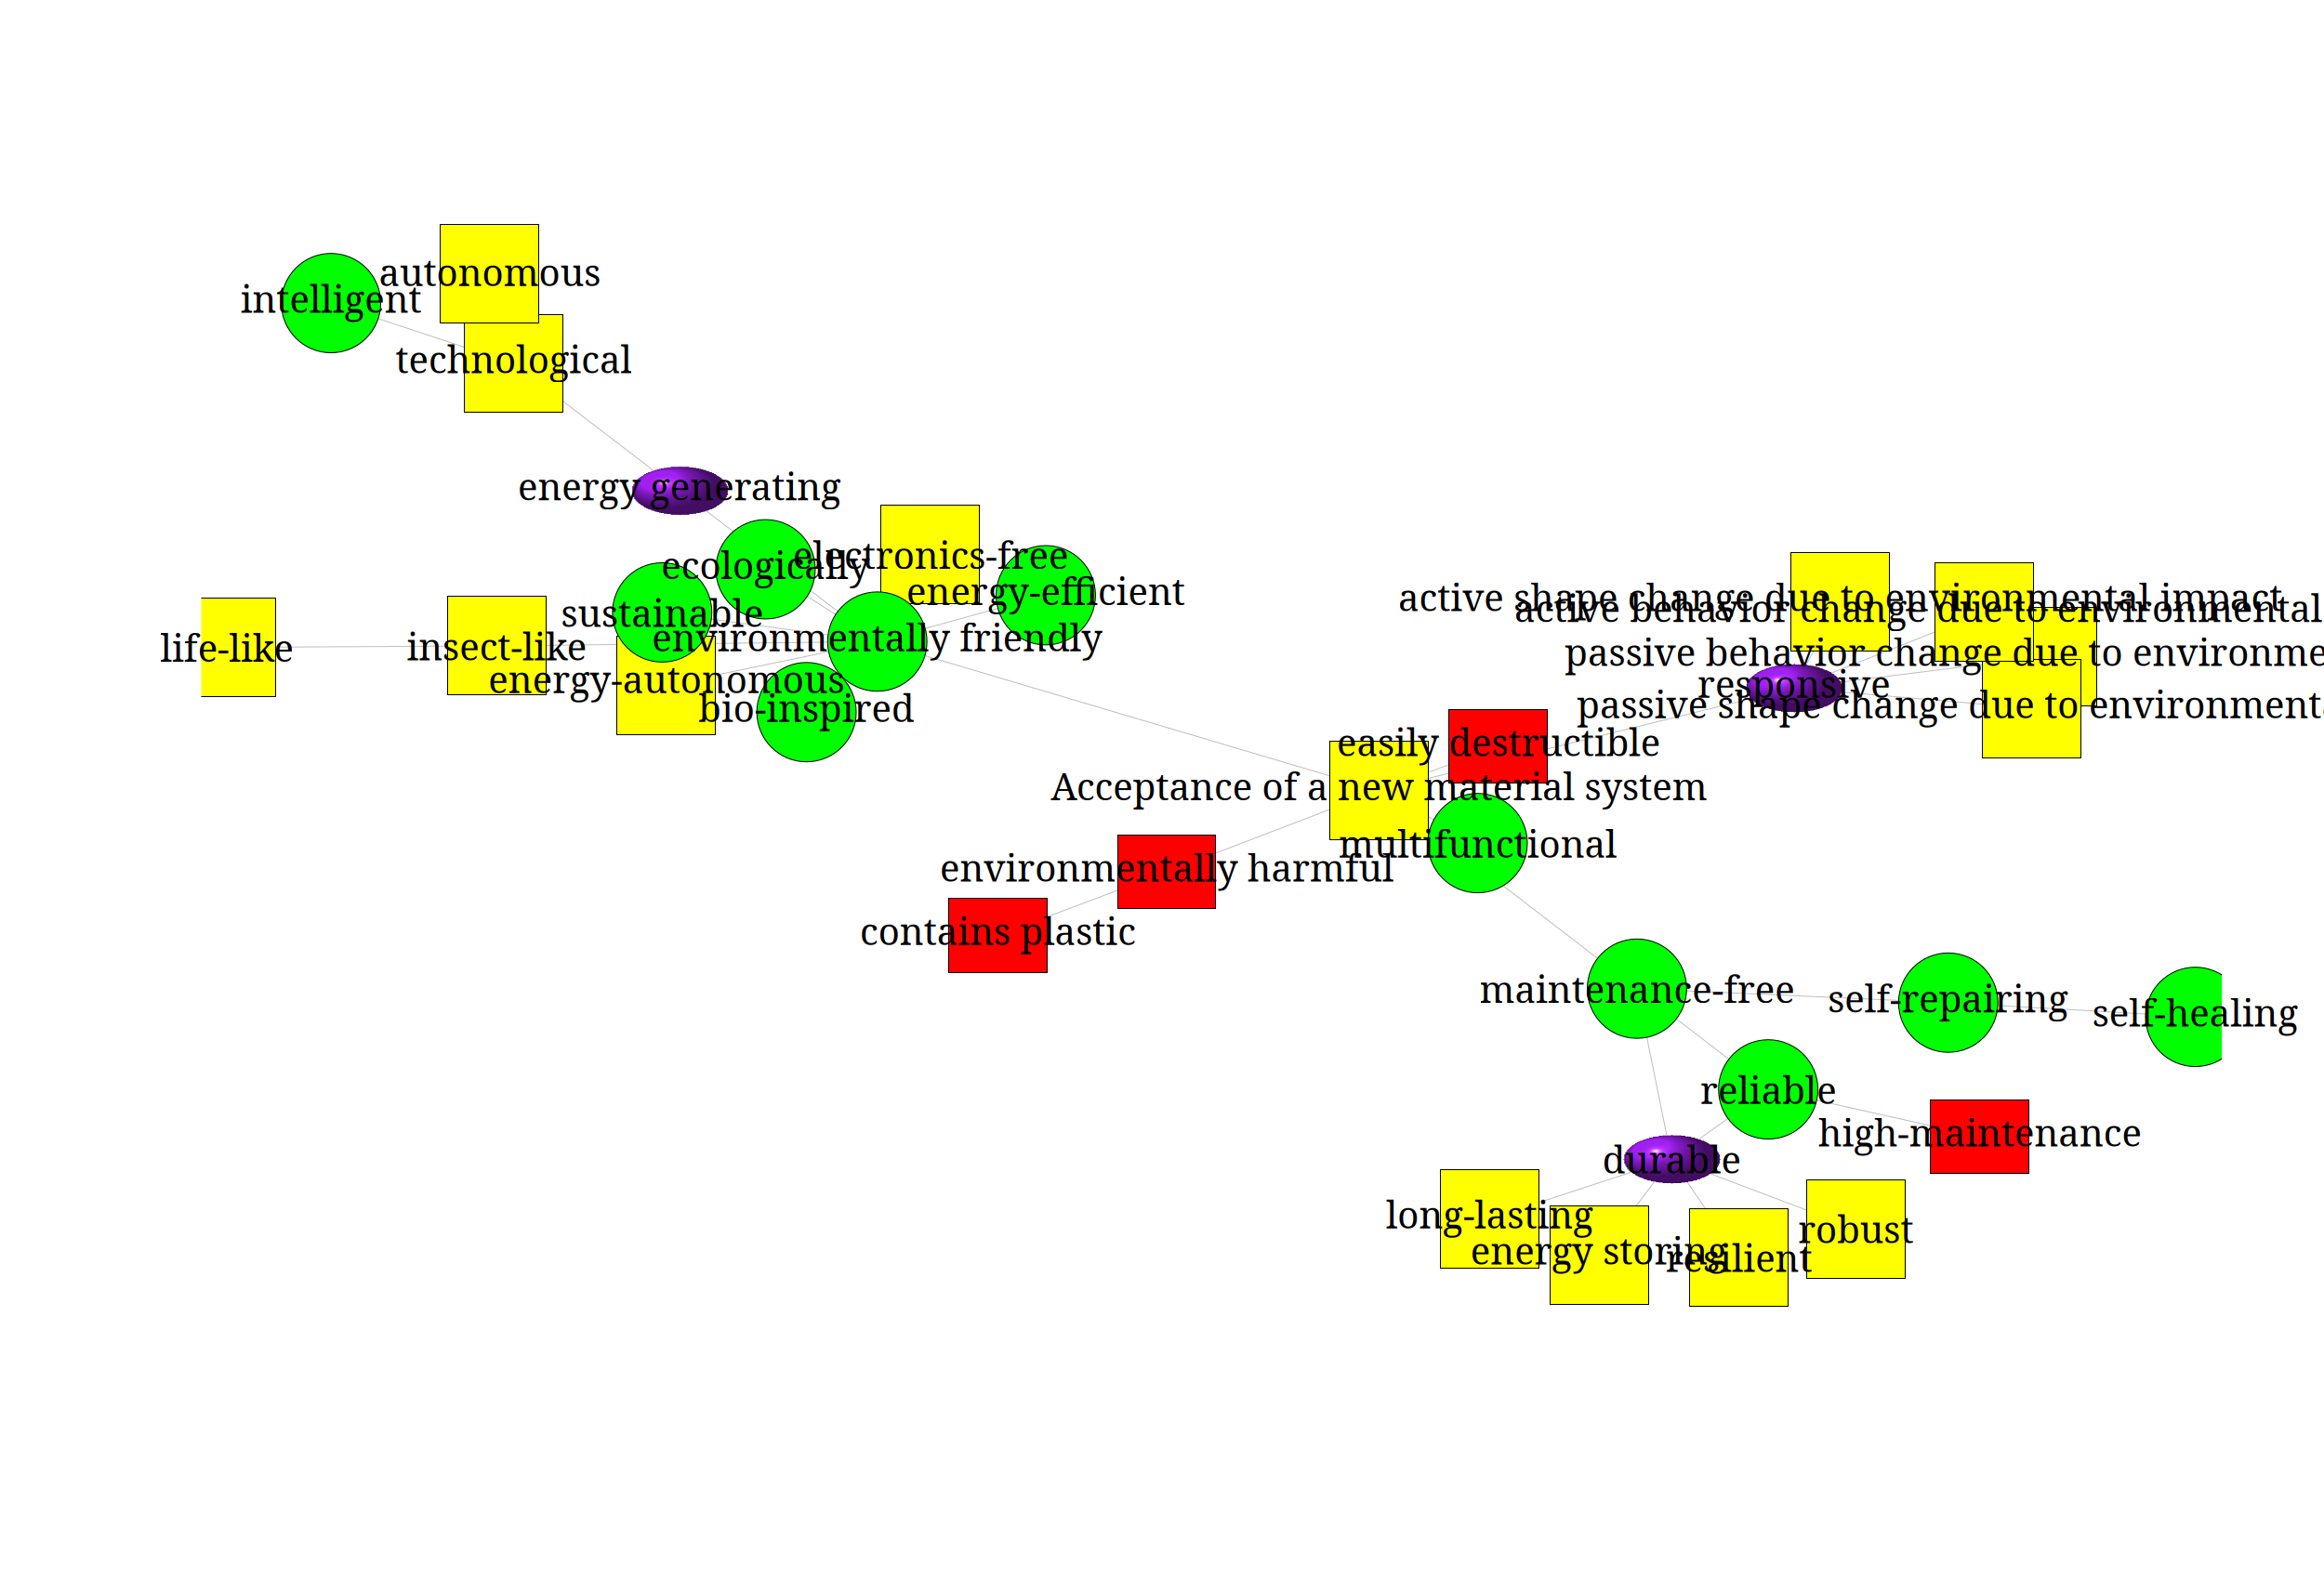 autonomous
intelligent
technological
energy generating
electronics-free
ecologically
energy-efficient
sustainable
environmentally friendly
life-like
insect-like
energy-autonomous
bio-inspired
active shape change due to environmental impact
active behavior change due to environmental
passive behavior change due to
responsive
passive shape change due to
easily destructible
Acceptance of a new material system
multifunctional
environmentally harmful
contains plastic
maintenance-free
self-repairing
self-healing
reliable
high-maintenance
durable
long-lasting
robust
energy storing
resilient